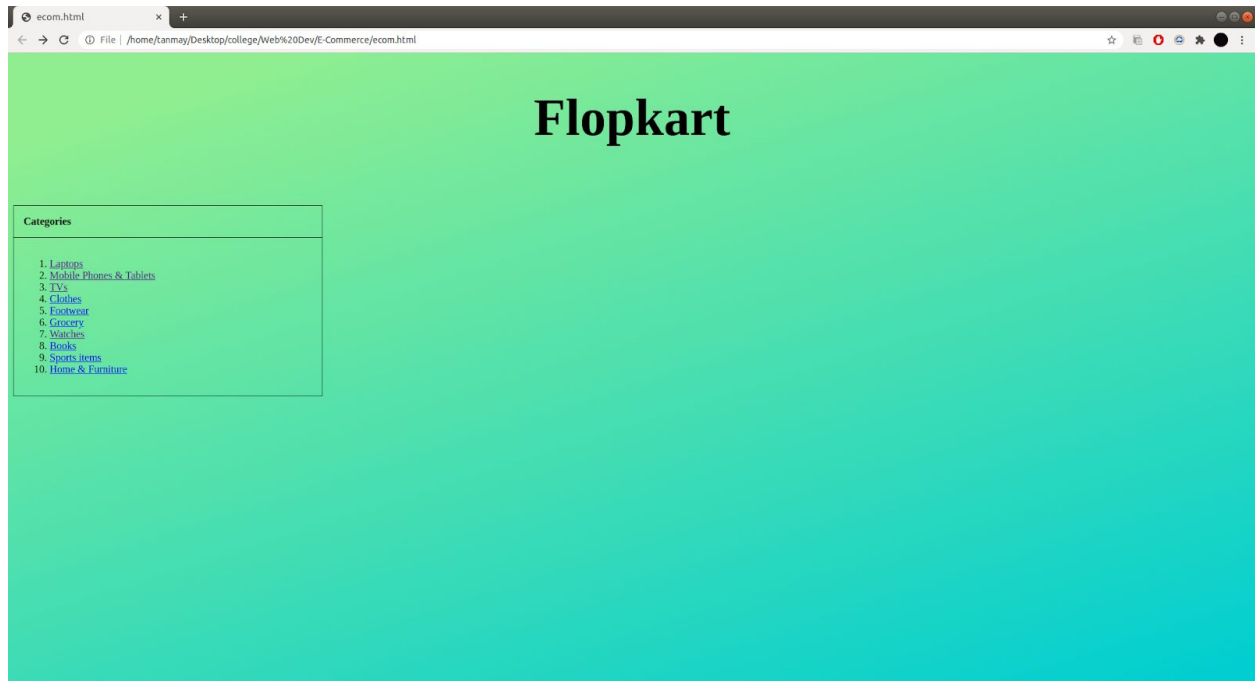 ecom.html
File | /home/tanmay/Desktop/college/Web%20Dev/E-Commerce/ecom.html
Flopkart
Categories
1. Laptops
2. Mobile Phones & Tablets
3. TVs
4. Clothes
5. Footwear
6. Grocery
7. Watches
8. Books
9. Sports items
10. Home & Furniture